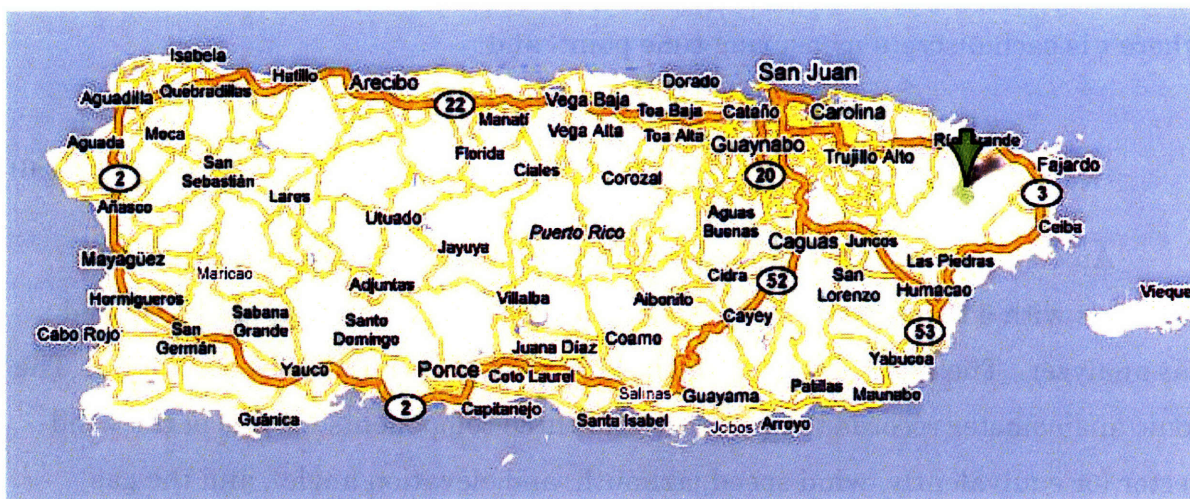 Isabela
Hatillo
Arecibo
Dorado
San Juan
Aguadilla
Quebradillas
22
Vega Baja
Toa Baja
Cataño
Carolina
Manatí
Moca
Vega Alta
Toa Alta
Guaynabo
Río Grande
Aguada
Florida
Trujillo Alto
Fajardo
San
Sebastián
Ciales
Corozal
20
2
3
Lares
Añasco
Utuado
Aguas
Buenas
Ceiba
Puerto Rico
Jayuya
Caguas
Juncos
Mayagüez
Las Piedras
Maricao
Cidra
52
San
Lorenzo
Adjuntas
Humacao
Hormigueros
Villalba
Aibonito
Vieque
Sabana
Grande
Cayey
Cabo Rojo
San
Germán
Santo
Domingo
Coamo
53
Juana Díaz
Yabucoa
Yauco
Ponce
Coto Laurel
Salinas
Guayama
Patillas
Maunabo
2
Capitanejo
Guánica
Santa Isabel
Jobos
Arroyo